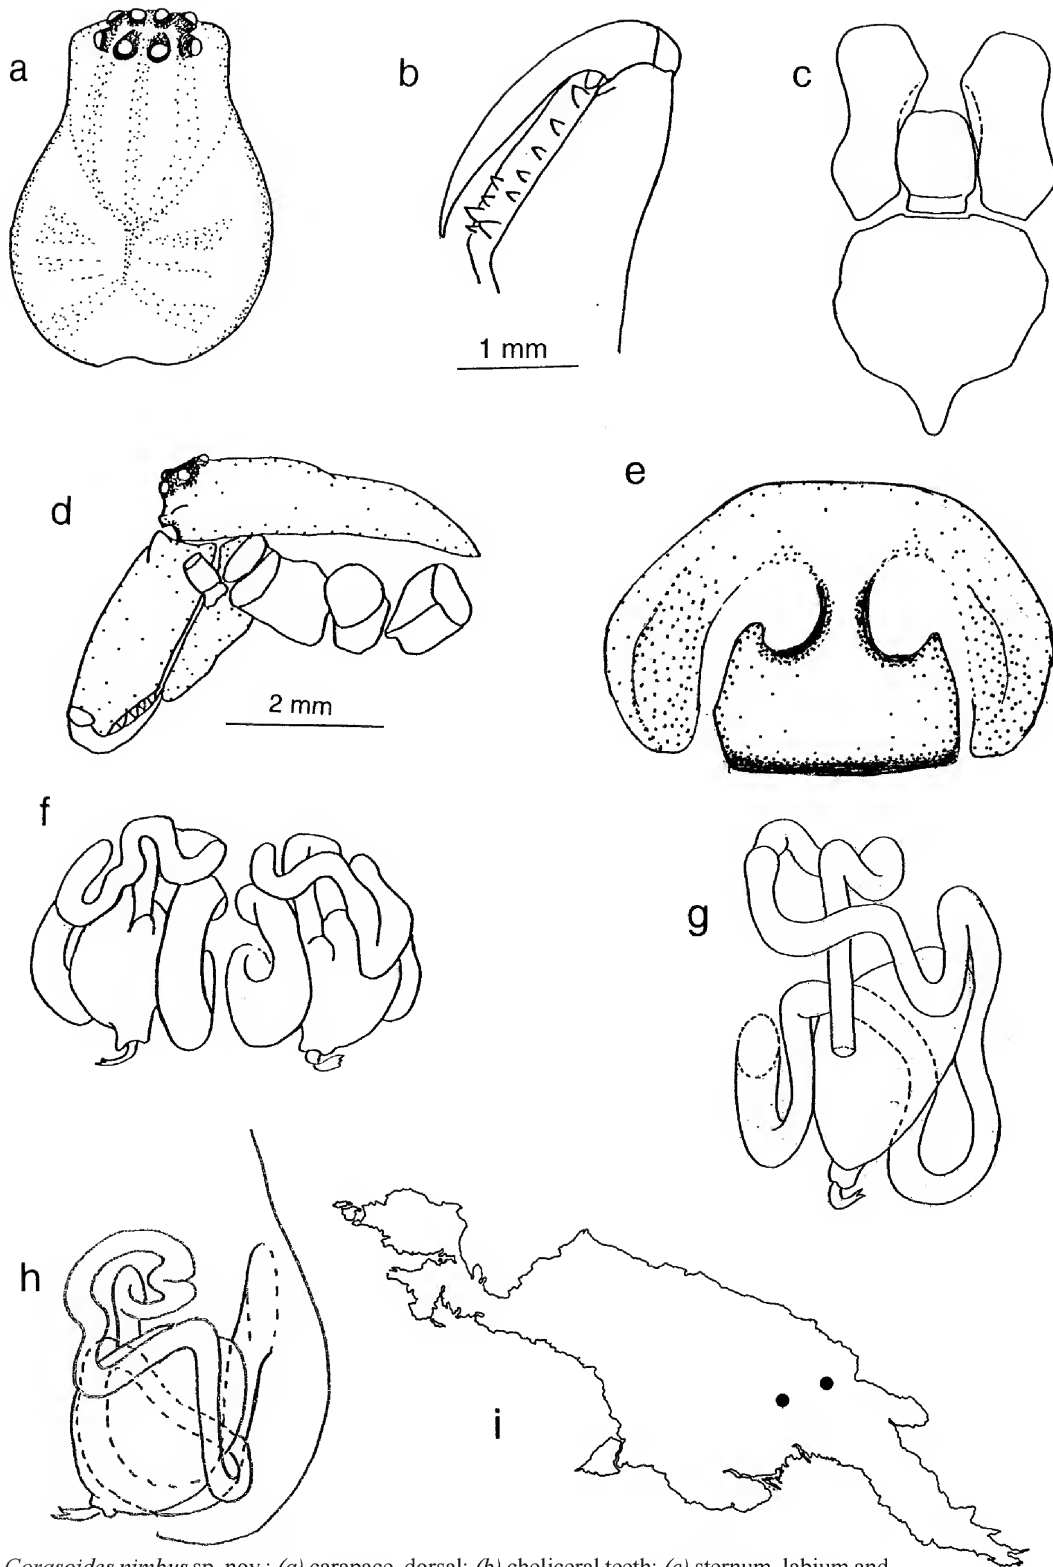 a
b
c
1 mm
d
e
2 mm
f
g
h
i
Corasoides nimbus sp. nov.: (a) carapace, dorsal; (b) cheliceral teeth; (c) sternum, labium and